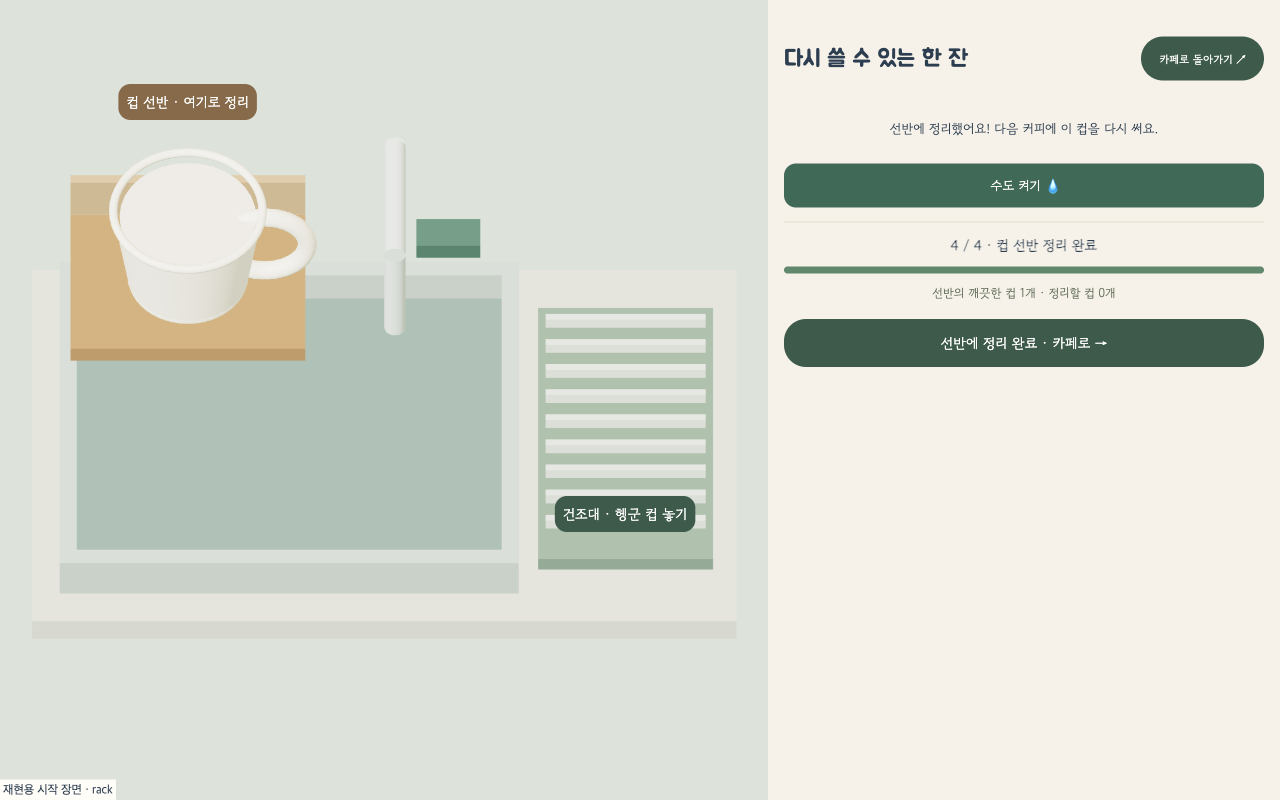 컵 선반 · 여기로 정리
건조대 · 헹군 컵 놓기
재현용 시작 장면 · rack
다시 쓸 수 있는 한 잔
카페로 돌아가기 ↗
선반에 정리했어요! 다음 커피에 이 컵을 다시 써요.
수도 켜기 💧
4 / 4 · 컵 선반 정리 완료
선반의 깨끗한 컵 1개 · 정리할 컵 0개
선반에 정리 완료 · 카페로 →